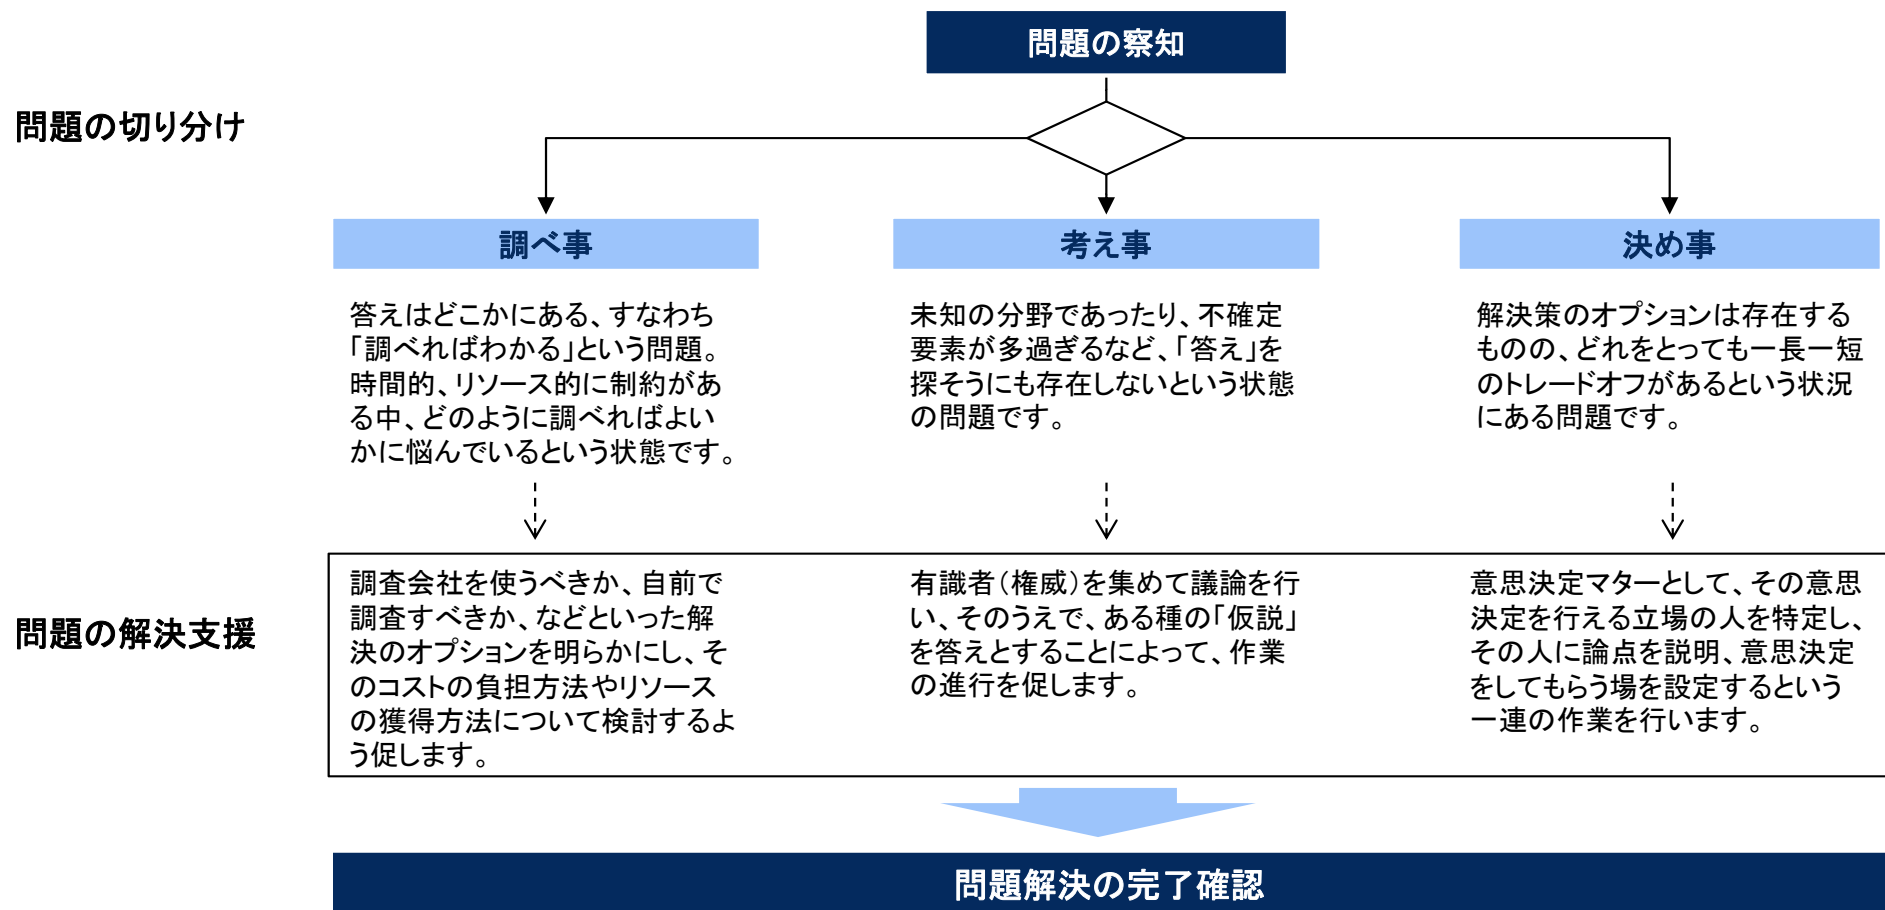 問題の察知
問題の切り分け
調べ事
考え事
決め事
答えはどこかにある、すなわち
「調べればわかる」という問題。
時間的、リソース的に制約があ
る中、どのように調べればよい
かに悩んでいるという状態です。
未知の分野であったり、不確定
要素が多過ぎるなど、「答え」を
探そうにも存在しないという状態
の問題です。
解決策のオプションは存在する
ものの、どれをとっても一長一短
のトレードオフがあるという状況
にある問題です。
問題の解決支援
調査会社を使うべきか、自前で
調査すべきか、などといった解
決のオプションを明らかにし、そ
のコストの負担方法やリソース
の獲得方法について検討するよ
う促します。
有識者（権威）を集めて議論を行
い、そのうえで、ある種の「仮説」
を答えとすることによって、作業
の進行を促します。
意思決定マターとして、その意思
決定を行える立場の人を特定し、
その人に論点を説明、意思決定
をしてもらう場を設定するという
一連の作業を行います。
問題解決の完了確認